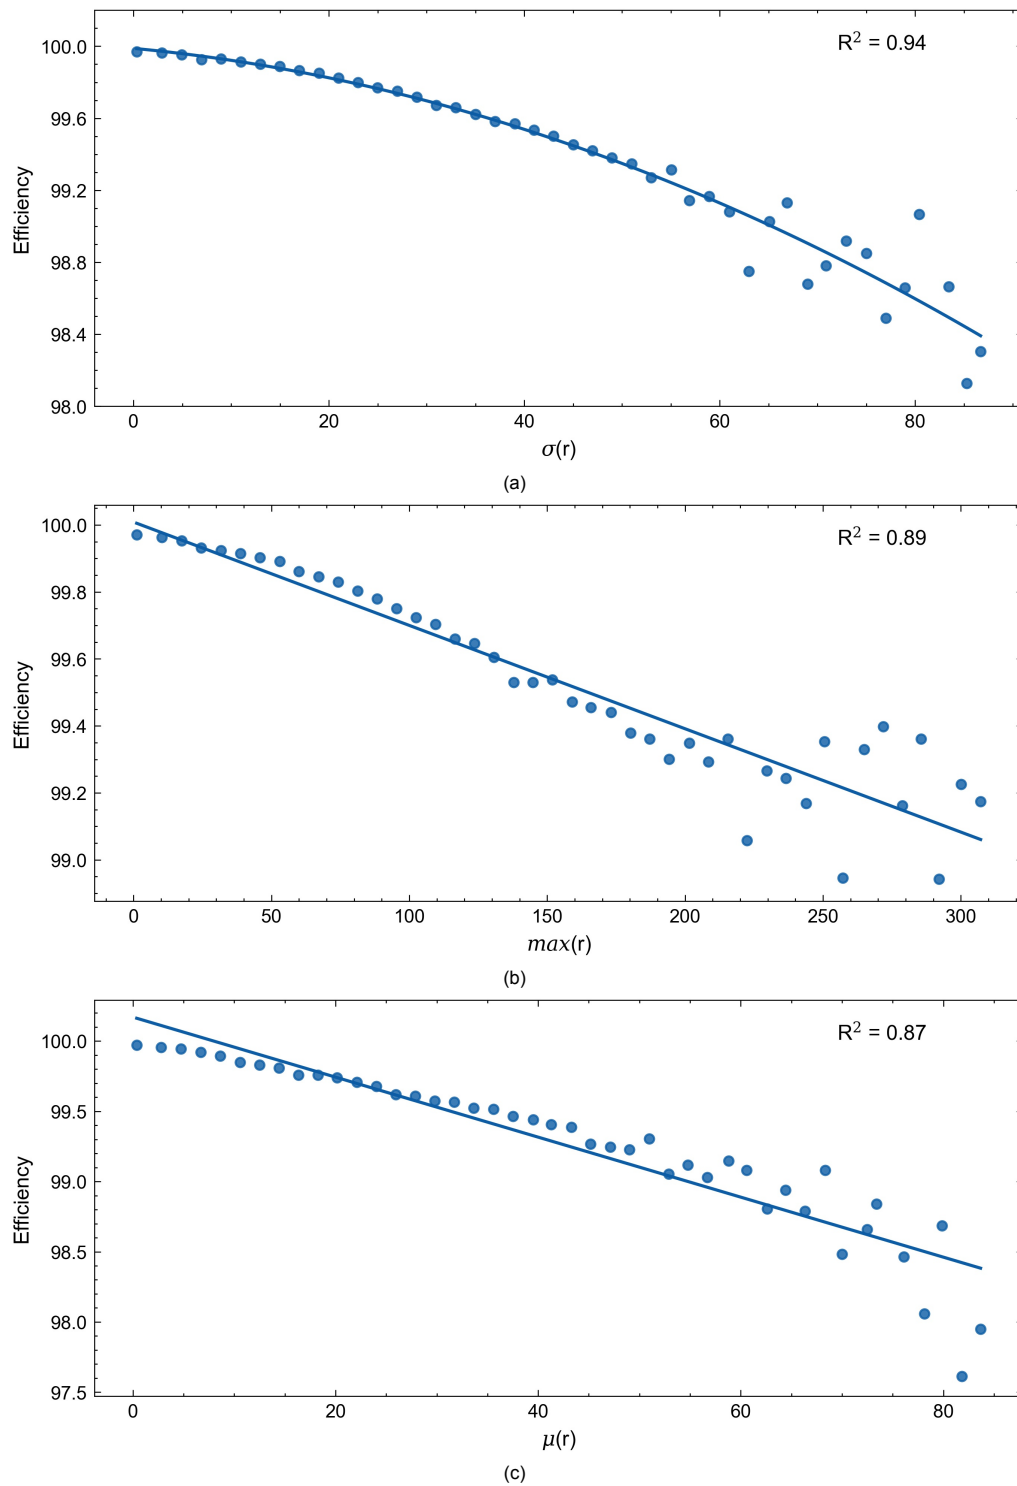 R² = 0.94
100.0
99.6
99.2
98.8
98.4
98.0
Efficiency
0 20 40 60 80
σ(r)
(a)
R² = 0.89
100.0
99.8
99.6
99.4
99.2
99.0
Efficiency
0 50 100 150 200 250 300
max(r)
(b)
R² = 0.87
100.0
99.5
99.0
98.5
98.0
97.5
Efficiency
0 20 40 60 80
μ(r)
(c)